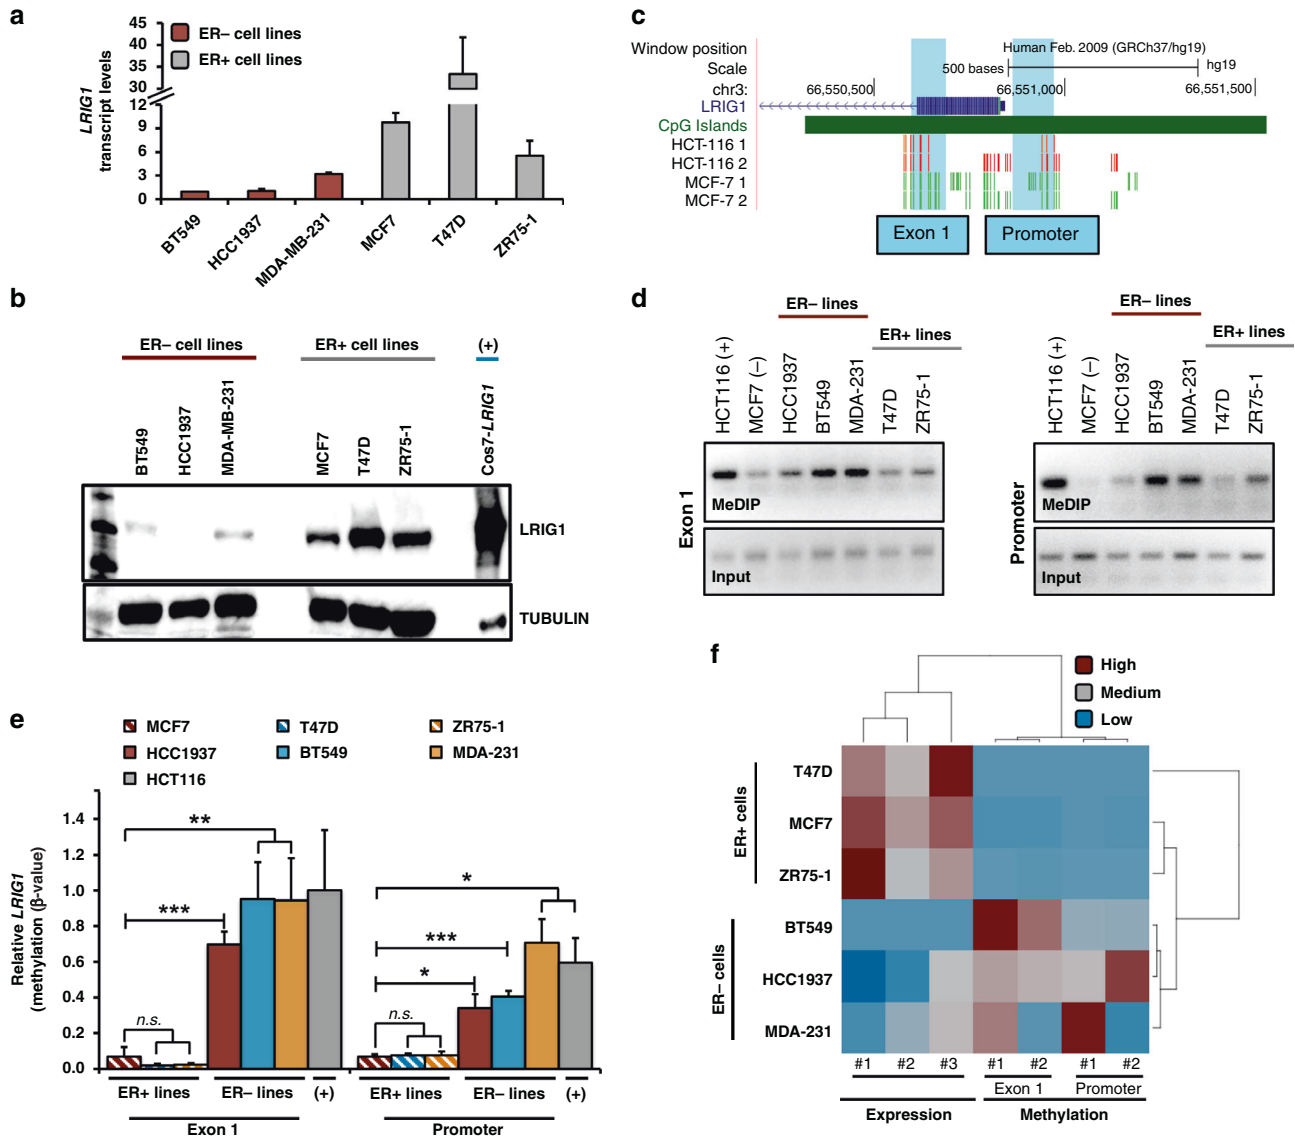 a
LRIG1
transcript levels
45
40
35
30
12
9
6
3
0
ER– cell lines
ER+ cell lines
BT549
HCC1937
MDA-MB-231
MCF7
T47D
ZR75-1
b
ER– cell lines
ER+ cell lines
(+)
BT549
HCC1937
MDA-MB-231
MCF7
T47D
ZR75-1
Cos7-LRIG1
LRIG1
TUBULIN
c
Window position
Human Feb. 2009 (GRCh37/hg19)
Scale
500 bases
hg19
chr3:
66,550,500
66,551,000
66,551,500
LRIG1
CpG Islands
HCT-116 1
HCT-116 2
MCF-7 1
MCF-7 2
Exon 1
Promoter
d
ER– lines
ER+ lines
HCT116 (+)
MCF7 (–)
HCC1937
BT549
MDA-231
T47D
ZR75-1
Exon 1
MeDIP
Input
ER– lines
ER+ lines
HCT116 (+)
MCF7 (–)
HCC1937
BT549
MDA-231
T47D
ZR75-1
Promoter
MeDIP
Input
e
MCF7
T47D
ZR75-1
HCC1937
BT549
MDA-231
HCT116
Relative LRIG1
(methylation (β-value)
1.4
1.2
1.0
0.8
0.6
0.4
0.2
0.0
**
***
n.s.
*
***
*
n.s.
ER+ lines
ER– lines
(+)
ER+ lines
ER– lines
(+)
Exon 1
Promoter
f
High
Medium
Low
ER+ cells
T47D
MCF7
ZR75-1
ER– cells
BT549
HCC1937
MDA-231
#1
#2
#3
#1
#2
#1
#2
Exon 1
Promoter
Expression
Methylation